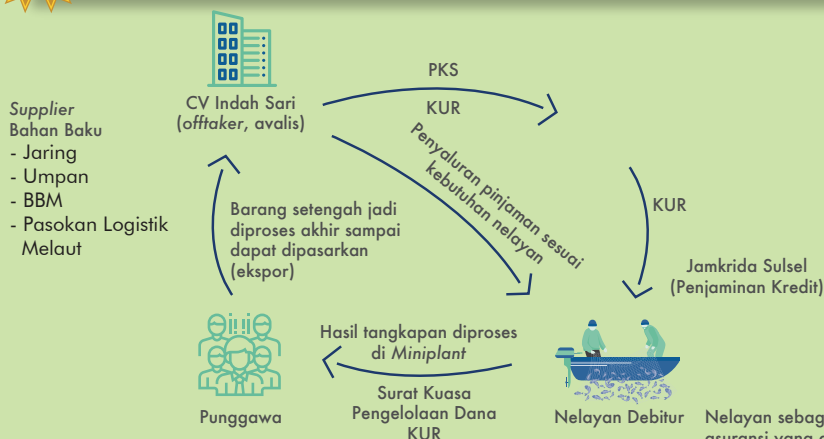 Supplier
Bahan Baku
- Jaring
- Umpan
- BBM
- Pasokan Logistik
Melaut
CV Indah Sari
(offtaker, avalis)
PKS
KUR
Penyaluran pinjaman sesuai
kebutuhan nelayan
KUR
Barang setengah jadi
diproses akhir sampai
dapat dipasarkan
(ekspor)
Jamkrida Sulsel
(Penjaminan Kredit)
Hasil tangkapan diproses
di Miniplant
Surat Kuasa
Pengelolaan Dana
KUR
Punggawa
Nelayan Debitur
Nelayan sebag
asuransi yang